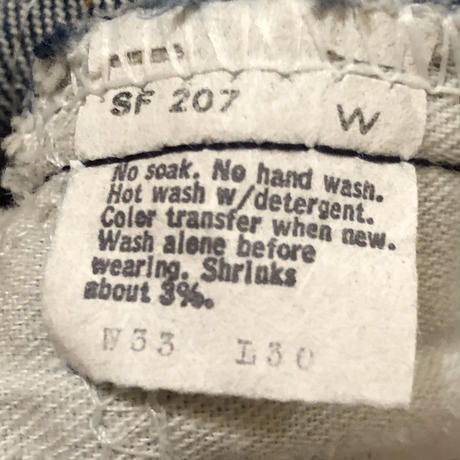 SF 207 W
No soak. No hand wash.
Hot wash w/detergent.
Color transfer when new.
Wash alone before
wearing. Shrinks
about 3%.
W33 L30